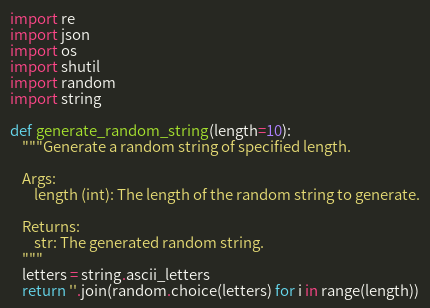 import re
import json
import os
import shutil
import random
import string

def generate_random_string(length=10):
    """Generate a random string of specified length.

    Args:
        length (int): The length of the random string to generate.

    Returns:
        str: The generated random string.
    """
    letters = string.ascii_letters
    return ''.join(random.choice(letters) for i in range(length))